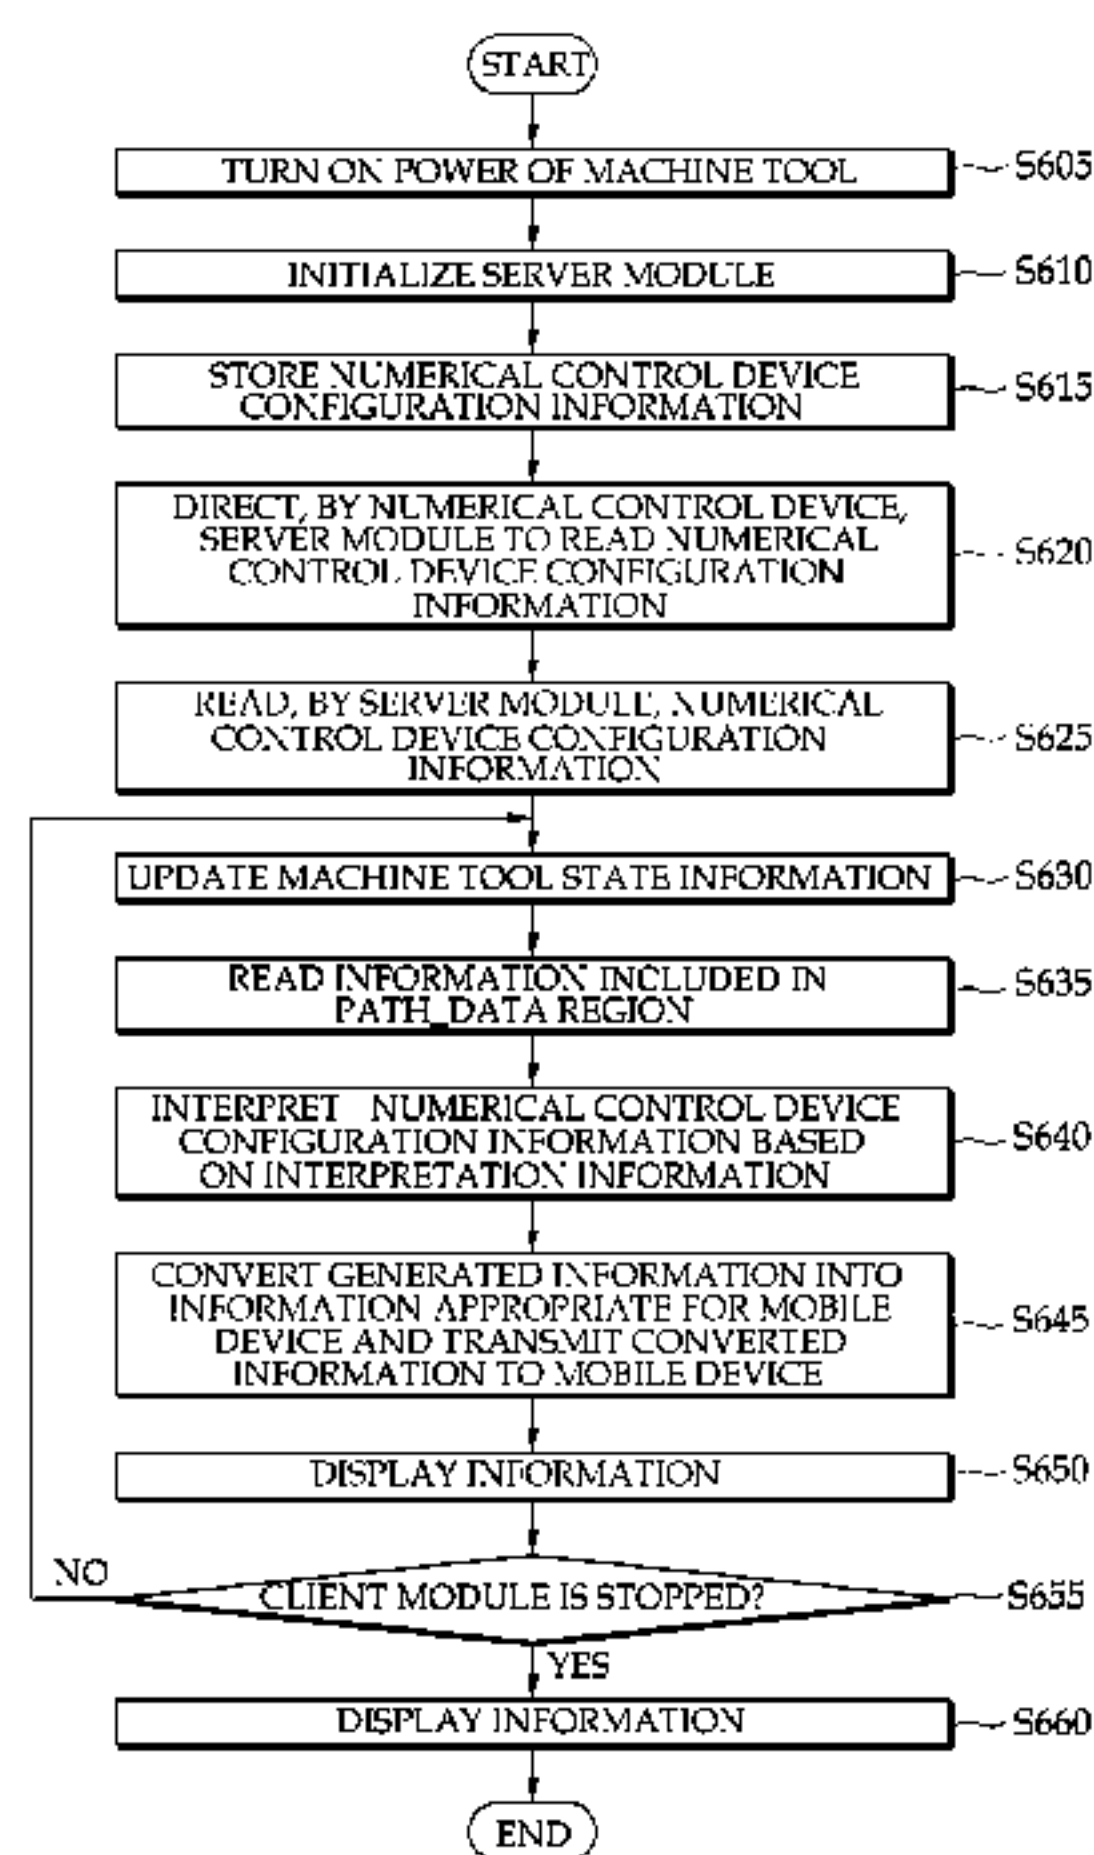 START
TURN ON POWER OF MACHINE TOOL
S605
INITIALIZE SERVER MODULE
S610
STORE NUMERICAL CONTROL DEVICE
CONFIGURATION INFORMATION
S615
DIRECT, BY NUMERICAL CONTROL DEVICE,
SERVER MODULE TO READ NUMERICAL
CONTROL DEVICE CONFIGURATION
INFORMATION
S620
READ, BY SERVER MODULE, NUMERICAL
CONTROL DEVICE CONFIGURATION
INFORMATION
S625
UPDATE MACHINE TOOL STATE INFORMATION
S630
READ INFORMATION INCLUDED IN
PATH_DATA REGION
S635
INTERPRET NUMERICAL CONTROL DEVICE
CONFIGURATION INFORMATION BASED
ON INTERPRETATION INFORMATION
S640
CONVERT GENERATED INFORMATION INTO
INFORMATION APPROPRIATE FOR MOBILE
DEVICE AND TRANSMIT CONVERTED
INFORMATION TO MOBILE DEVICE
S645
DISPLAY INFORMATION
S650
NO
CLIENT MODULE IS STOPPED?
S655
YES
DISPLAY INFORMATION
S660
END